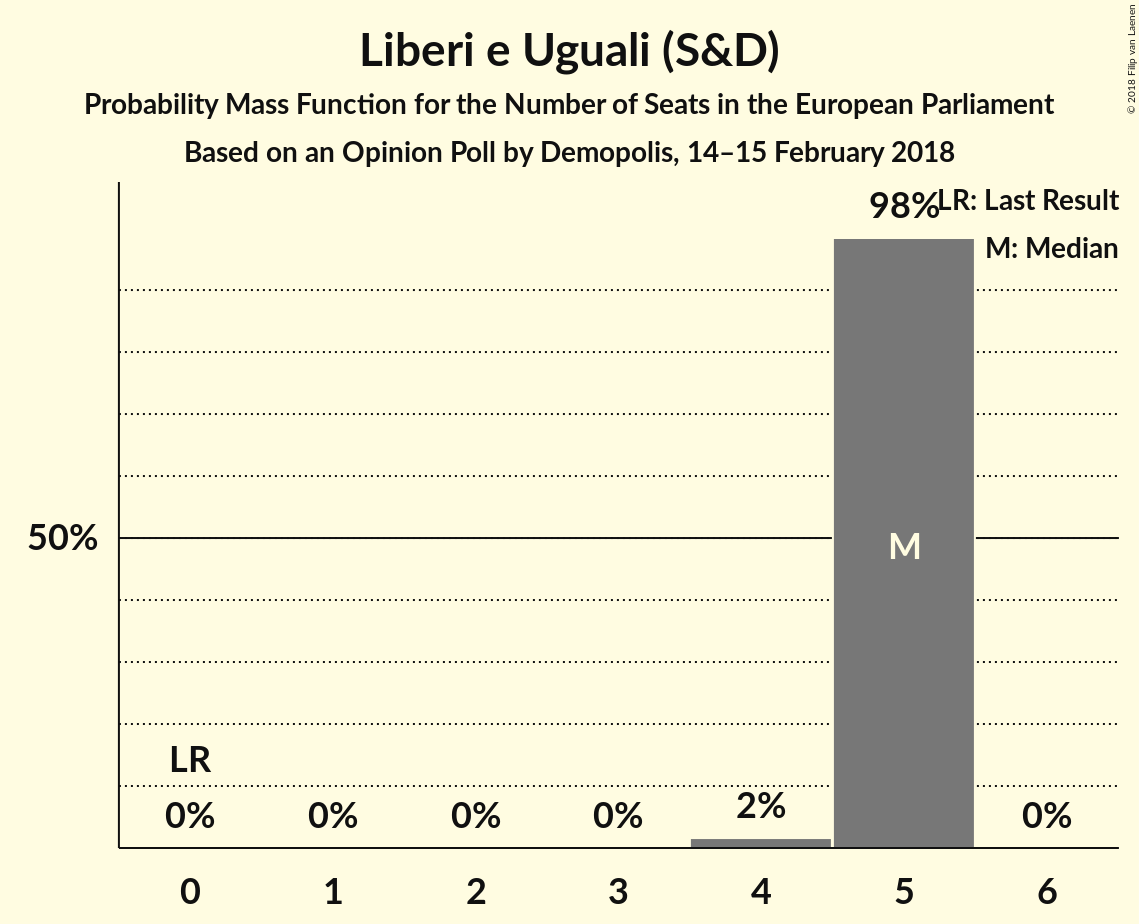 Liberi e Uguali (S&D)
Probability Mass Function for the Number of Seats in the European Parliament
Based on an Opinion Poll by Demopolis, 14–15 February 2018
© 2018 Filip van Laenen
98%
LR: Last Result
M: Median
50%
M
LR
0% 0% 0% 0% 2% 0%
0 1 2 3 4 5 6